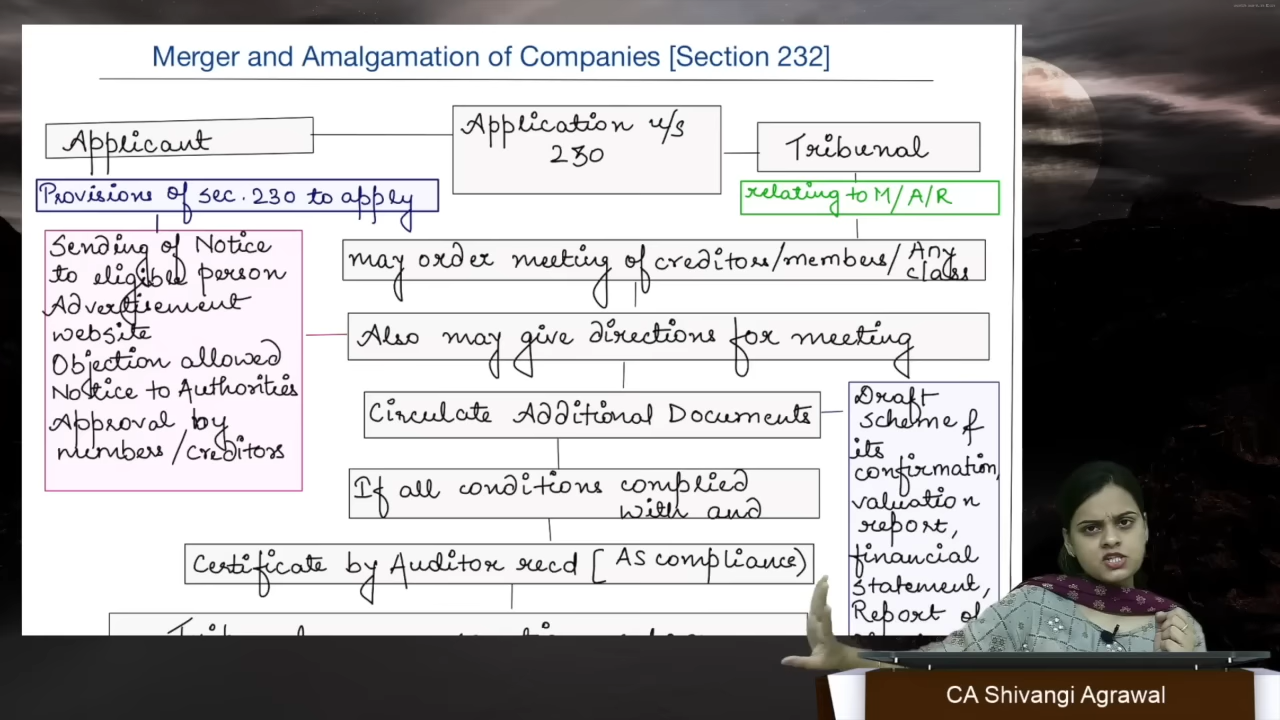 Merger and Amalgamation of Companies [Section 232]
Applicant
Application u/s
230
Tribunal
Provisions of sec. 230 to apply
relating to M/A/R
Sending of Notice
to eligible person
Advertisement
website
Objection allowed
Notice to Authorities
Approval by
members/creditors
may order meeting of creditors/members/Any
class
Also may give directions for meeting
Circulate Additional Documents
Draft
scheme &
its
confirmation,
valuation
report,
financial
statement,
Report of
If all conditions complied
with and
Certificate by Auditor recd [AS compliance)
CA Shivangi Agrawal